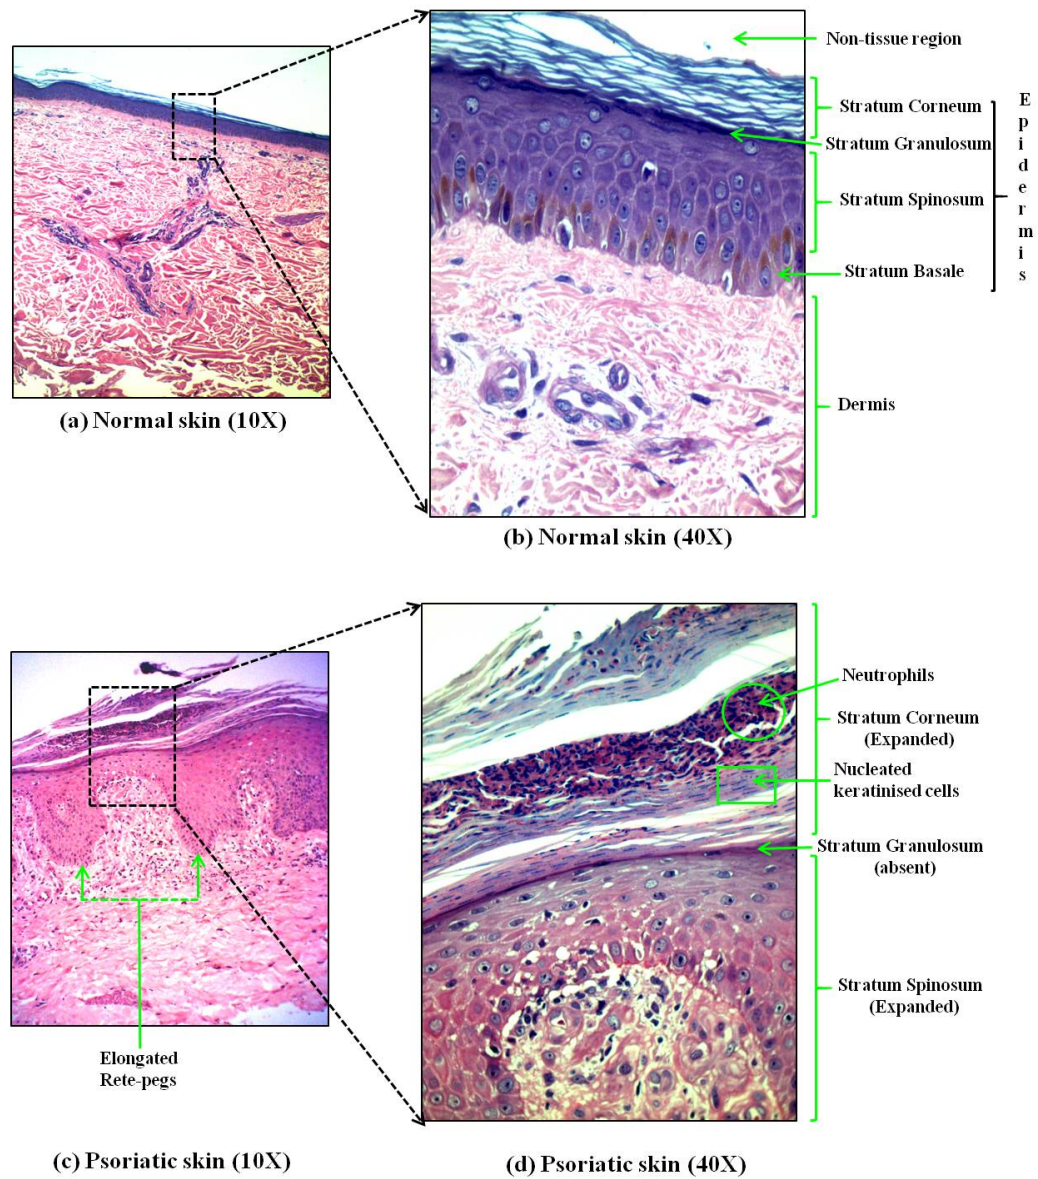 Non-tissue region
Stratum Corneum
Stratum Granulosum
Stratum Spinosum
Stratum Basale
Epidermis
Dermis
(a) Normal skin (10X)
(b) Normal skin (40X)
Neutrophils
Stratum Corneum
(Expanded)
Nucleated
keratinised cells
Stratum Granulosum
(absent)
Stratum Spinosum
(Expanded)
Elongated
Rete-pegs
(c) Psoriatic skin (10X)
(d) Psoriatic skin (40X)